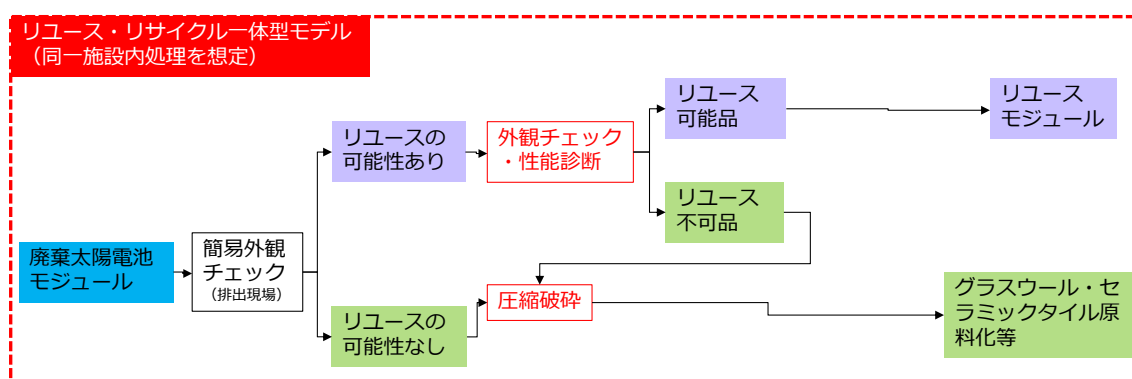 リユース・リサイクル一体型モデル
（同一施設内処理を想定）
廃棄太陽電池
モジュール
簡易外観
チェック
（排出現場）
リユースの
可能性あり
外観チェック
・性能診断
リユース
可能品
リユース
モジュール
リユース
不可品
リユースの
可能性なし
圧縮破砕
グラスウール・セ
ラミックタイル原
料化等